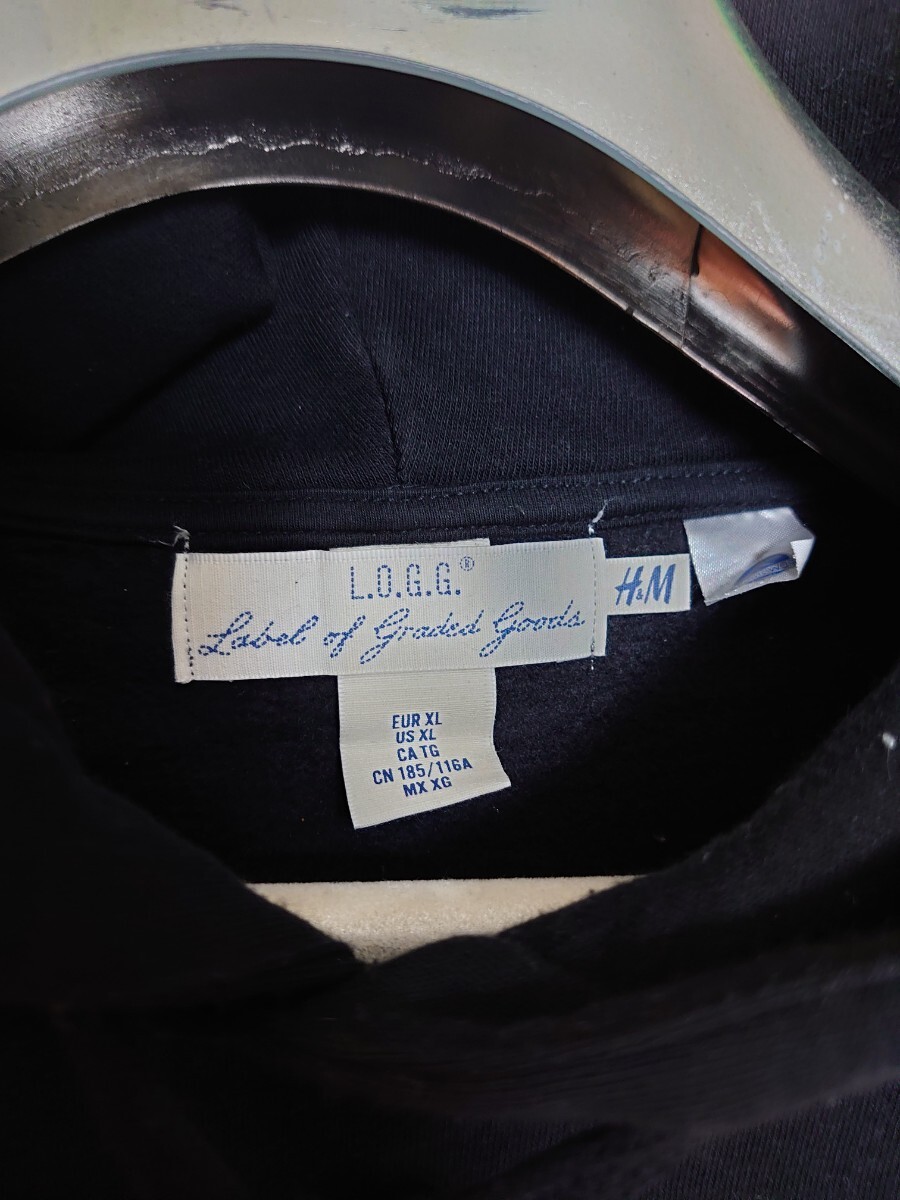 L.O.G.G.®
Label of Graded Goods
H&M
EUR XL
US XL
CA TG
CN 185/116A
MX XG